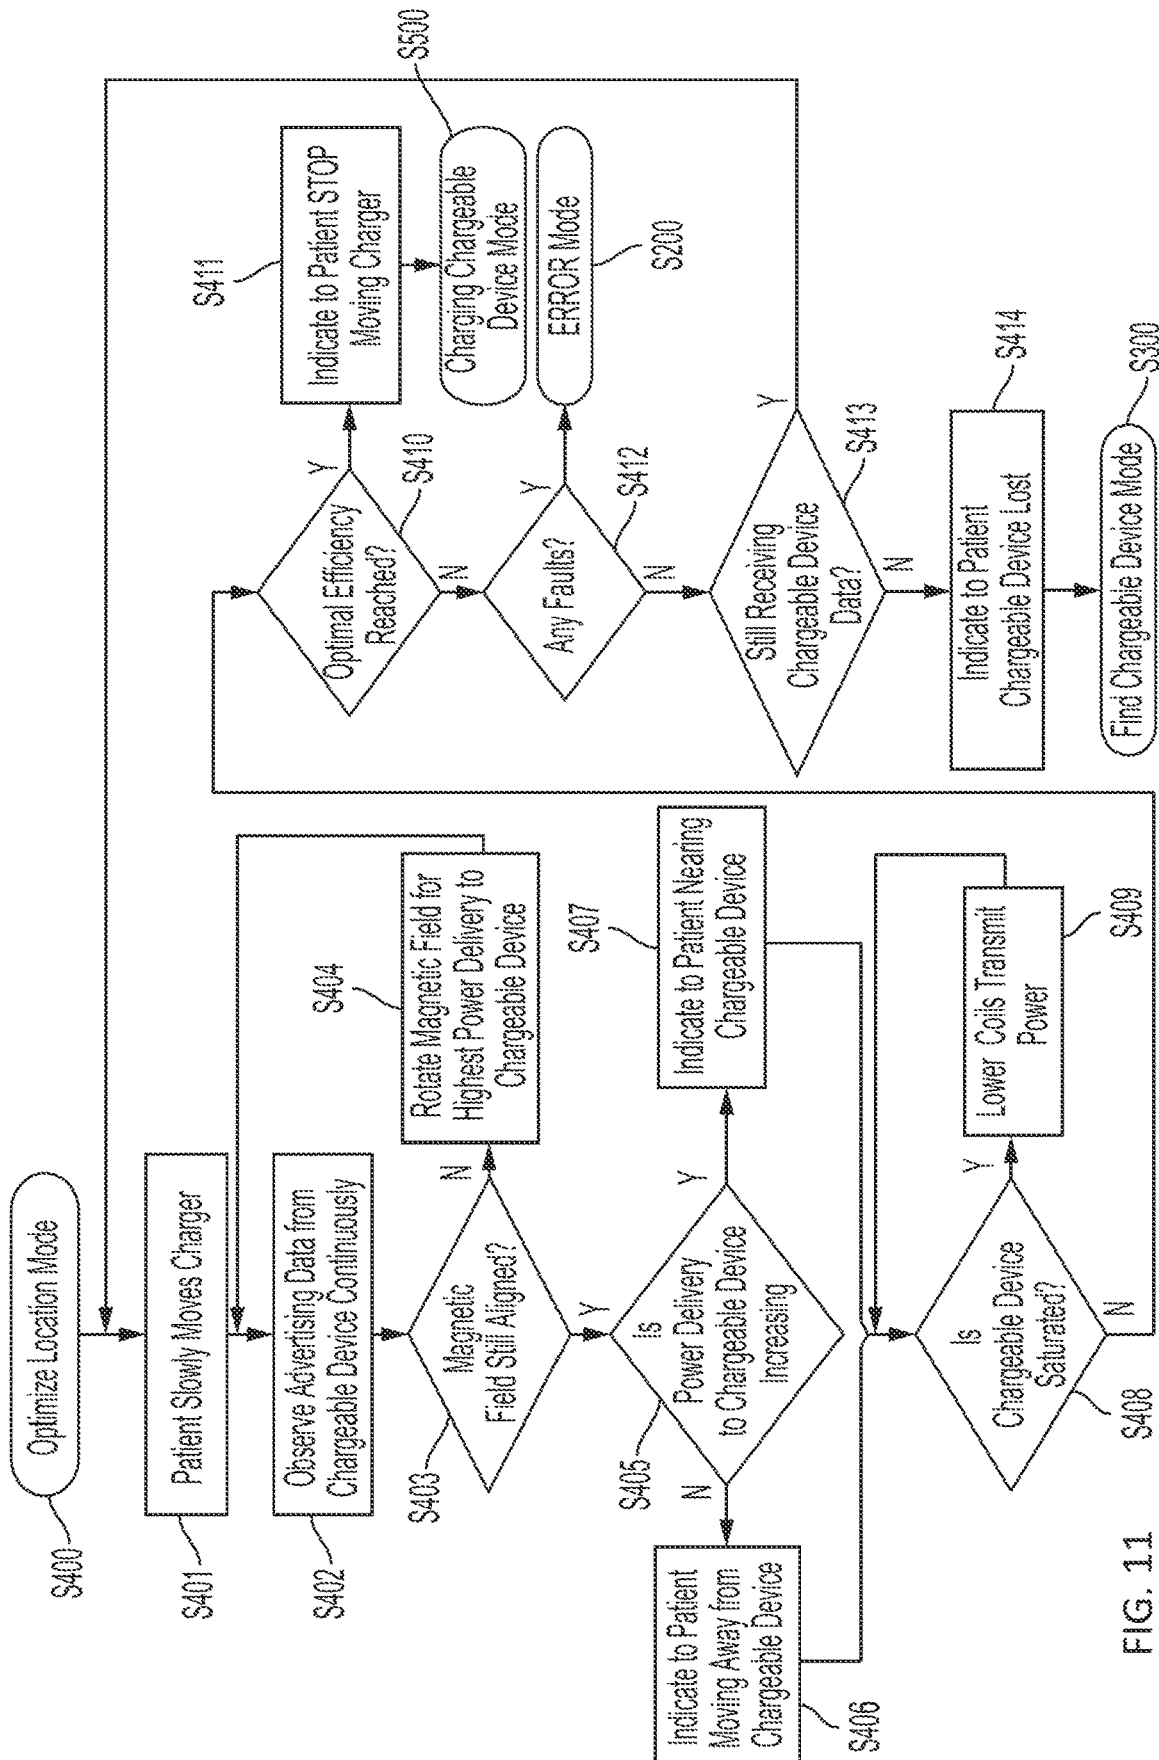 Optimize Location Mode
S400
Patient Slowly Moves Charger
S401
Observe Advertising Data from
Chargeable Device Continuously
S402
Magnetic
Field Still Aligned?
S403
N
Y
Rotate Magnetic Field for
Highest Power Delivery to
Chargeable Device
S404
Is
Power Delivery
to Chargeable Device
Increasing
S405
N
Y
Indicate to Patient
Moving Away from
Chargeable Device
S406
Indicate to Patient Nearing
Chargeable Device
S407
Is
Chargeable Device
Saturated?
S408
Y
N
Lower Coils Transmit
Power
S409
Optimal Efficiency
Reached?
S410
Y
N
Indicate to Patient STOP
Moving Charger
S411
Charging Chargeable
Device Mode
S500
Any Faults?
S412
Y
N
ERROR Mode
S200
Still Receiving
Chargeable Device
Data?
S413
Y
N
Indicate to Patient
Chargeable Device Lost
S414
Find Chargeable Device Mode
S300
FIG. 11